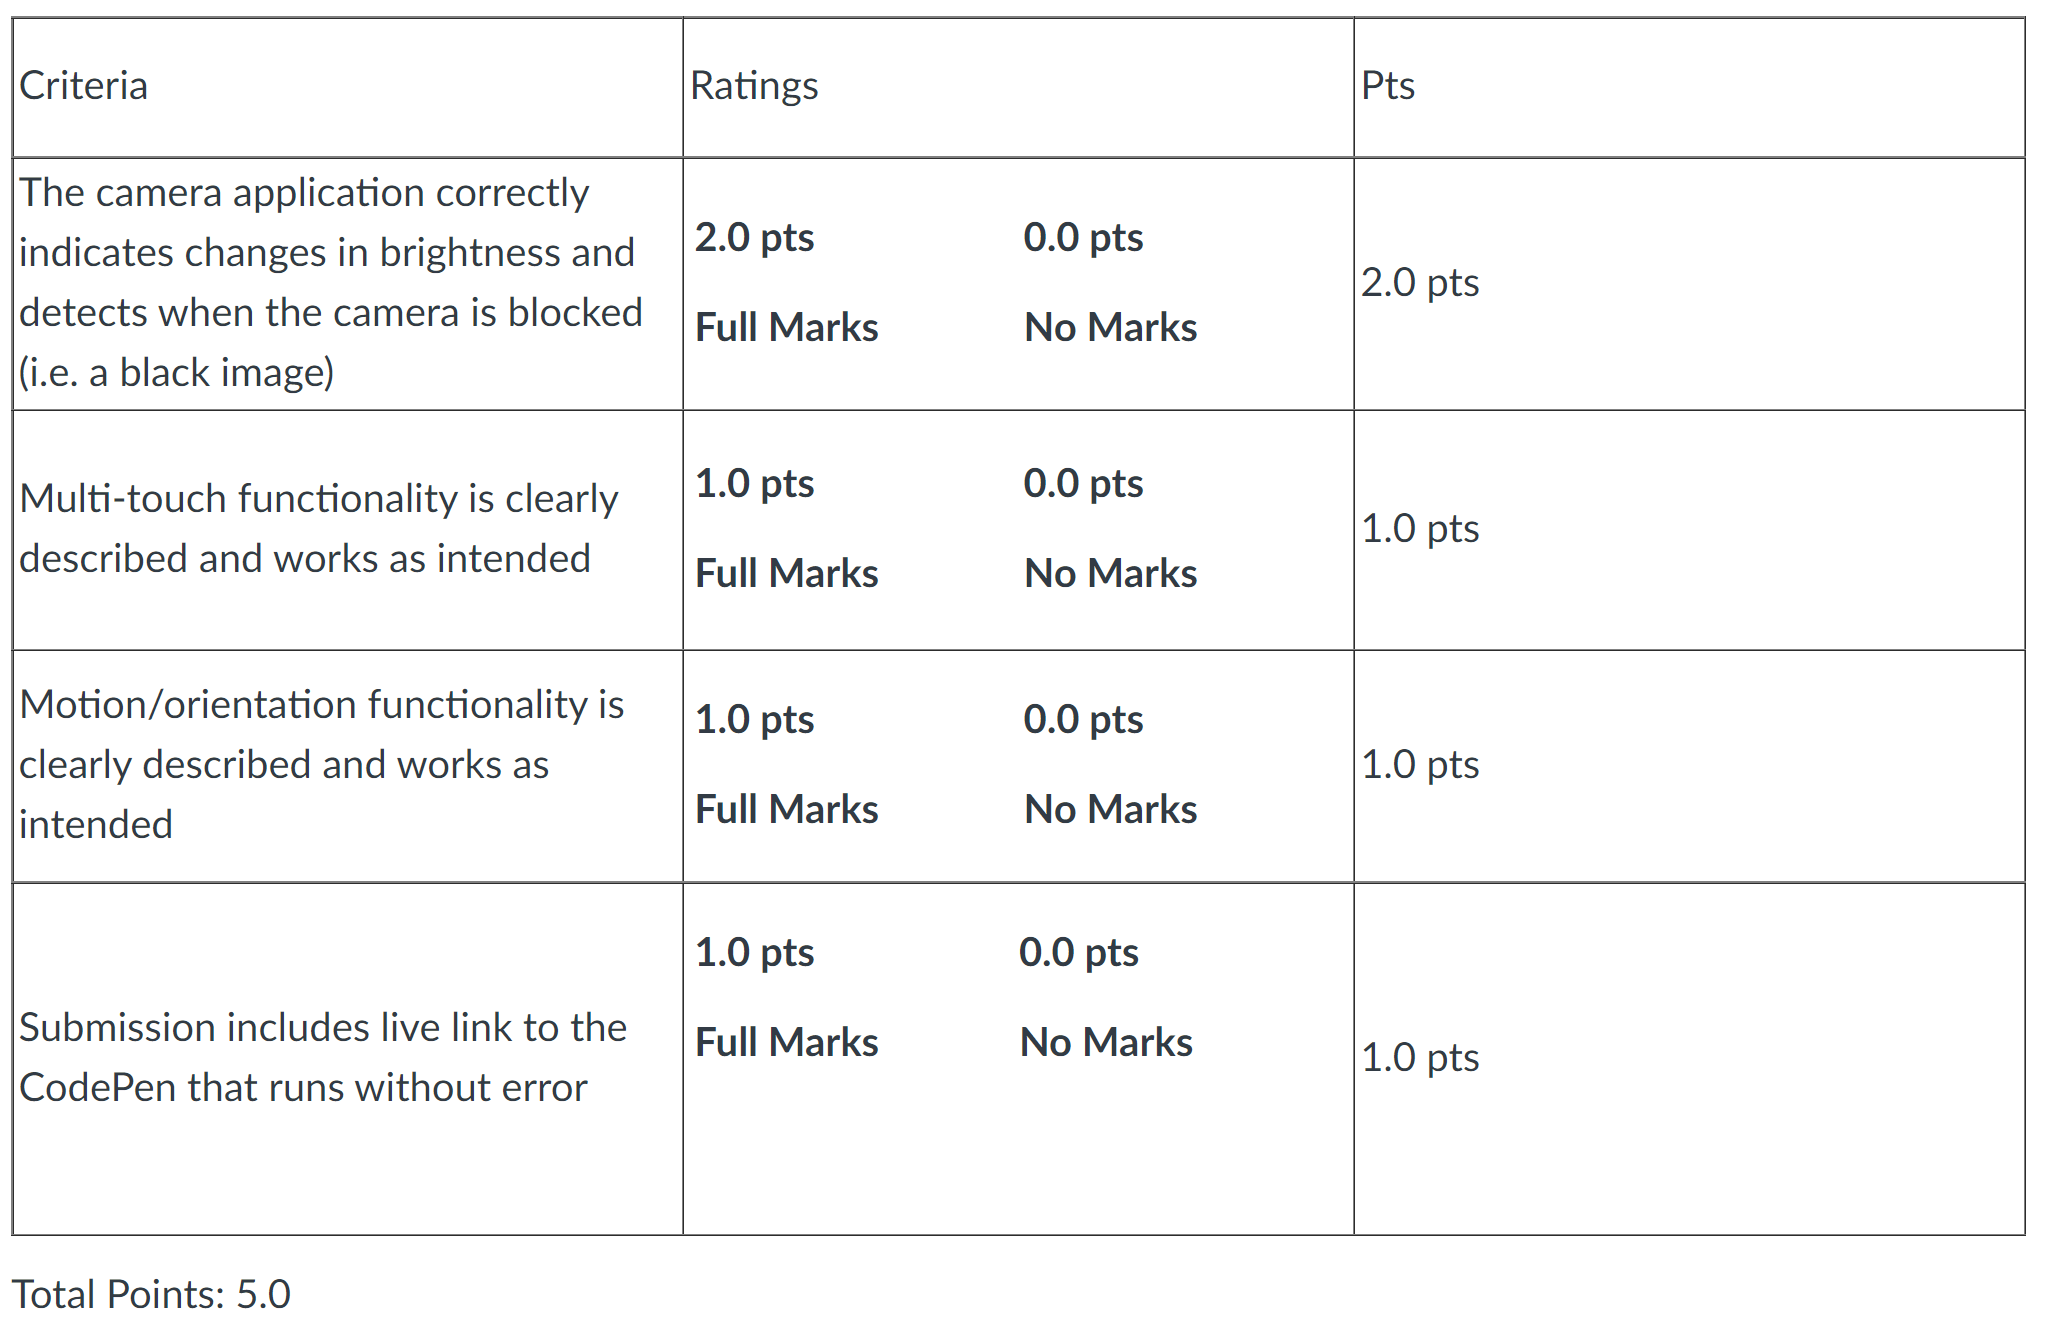 Criteria
Ratings
Pts
The camera application correctly
indicates changes in brightness and
detects when the camera is blocked
(i.e. a black image)
2.0 pts
Full Marks
0.0 pts
No Marks
2.0 pts
Multi-touch functionality is clearly
described and works as intended
1.0 pts
Full Marks
0.0 pts
No Marks
1.0 pts
Motion/orientation functionality is
clearly described and works as
intended
1.0 pts
Full Marks
0.0 pts
No Marks
1.0 pts
Submission includes live link to the
CodePen that runs without error
1.0 pts
Full Marks
0.0 pts
No Marks
1.0 pts
Total Points: 5.0